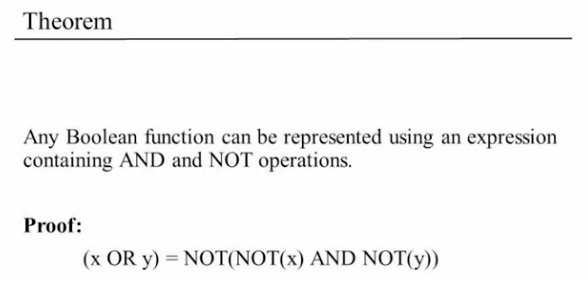 Theorem
Any Boolean function can be represented using an expression
containing AND and NOT operations.
Proof:
(x OR y) = NOT(NOT(x) AND NOT(y))